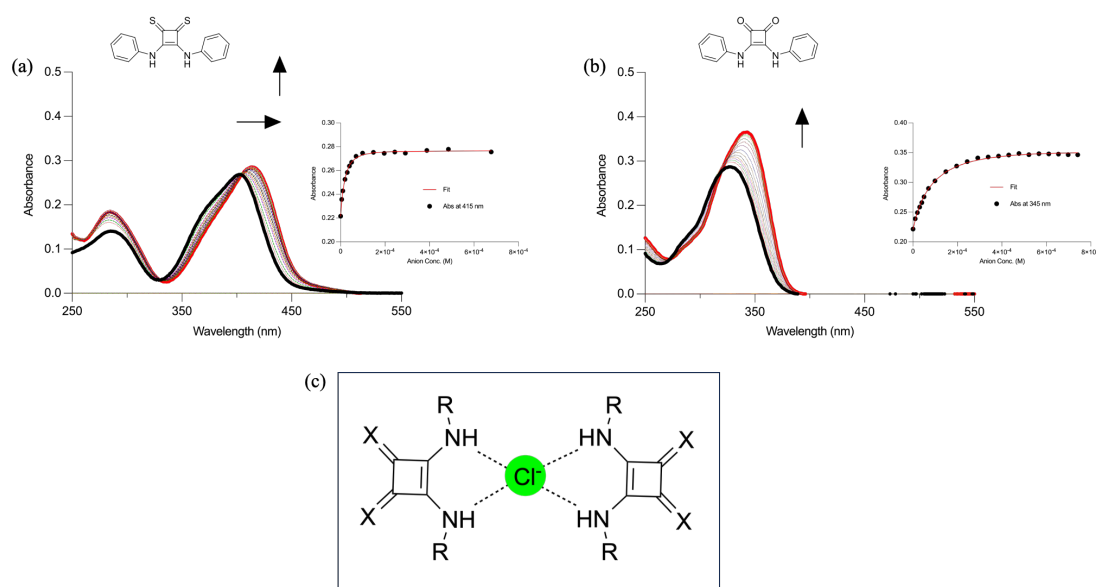 (a)
S S
N H
N H
Absorbance
0.5
0.4
0.3
0.2
0.1
0.0
250 350 450 550
Wavelength (nm)
Absorbance
0.30
0.28
0.26
0.24
0.22
0.20
0 2×10⁻⁴ 4×10⁻⁴ 6×10⁻⁴ 8×10⁻⁴
Anion Conc. (M)
Fit
Abs at 415 nm
(b)
O O
N H
N H
Absorbance
0.5
0.4
0.3
0.2
0.1
0.0
250 350 450 550
Wavelength (nm)
Absorbance
0.40
0.35
0.30
0.25
0.20
0 2×10⁻⁴ 4×10⁻⁴ 6×10⁻⁴ 8×10
Anion Conc. (M)
Fit
Abs at 345 nm
(c)
R R
X NH HN X
Cl⁻
X NH HN X
R R